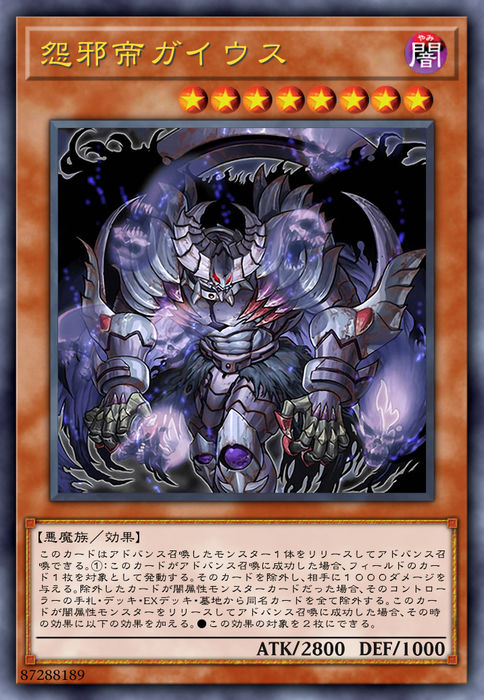 怨邪帝ガイウス
やみ
闇
【悪魔族／効果】
このカードはアドバンス召喚したモンスター１体をリリースしてアドバンス召
喚できる。①：このカードがアドバンス召喚に成功した場合、フィールドのカー
ド１枚を対象として発動する。そのカードを除外し、相手に１０００ダメージを
与える。除外したカードが闇属性モンスターカードだった場合、そのコントロー
ラーの手札・デッキ・EXデッキ・墓地から同名カードを全て除外する。このカー
ドが闇属性モンスターをリリースしてアドバンス召喚に成功した場合、その時
の効果に以下の効果を加える。●この効果の対象を２枚にできる。
ATK/2800 DEF/1000
87288189